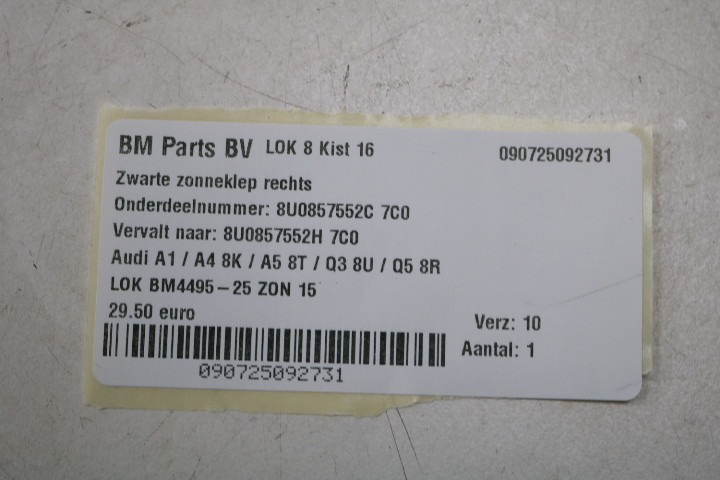 BM Parts BV LOK 8 Kist 16 090725092731
Zwarte zonneklep rechts
Onderdeelnummer: 8U0857552C 7C0
Vervalt naar: 8U0857552H 7C0
Audi A1 / A4 8K / A5 8T / Q3 8U / Q5 8R
LOK BM4495-25 ZON 15
29.50 euro
Verz: 10
Aantal: 1
090725092731